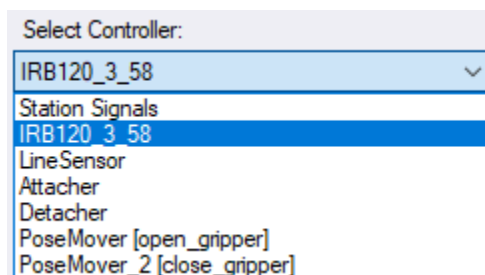 Select Controller:
IRB120_3_58
Station Signals
IRB120_3_58
LineSensor
Attacher
Detacher
PoseMover [open_gripper]
PoseMover_2 [close_gripper]